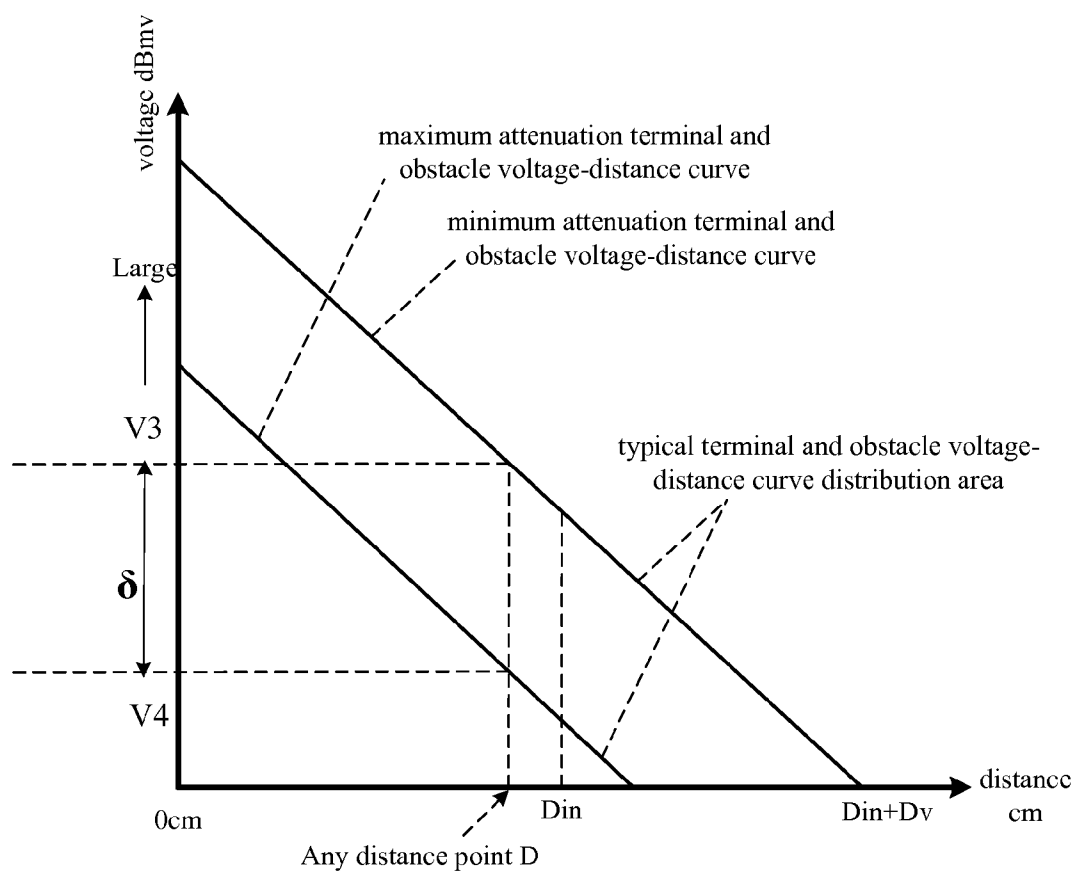 voltage dBmv
maximum attenuation terminal and
obstacle voltage-distance curve
minimum attenuation terminal and
obstacle voltage-distance curve
Large
V3
typical terminal and obstacle voltage-
distance curve distribution area
δ
V4
distance
cm
0cm
Din
Din+Dv
Any distance point D